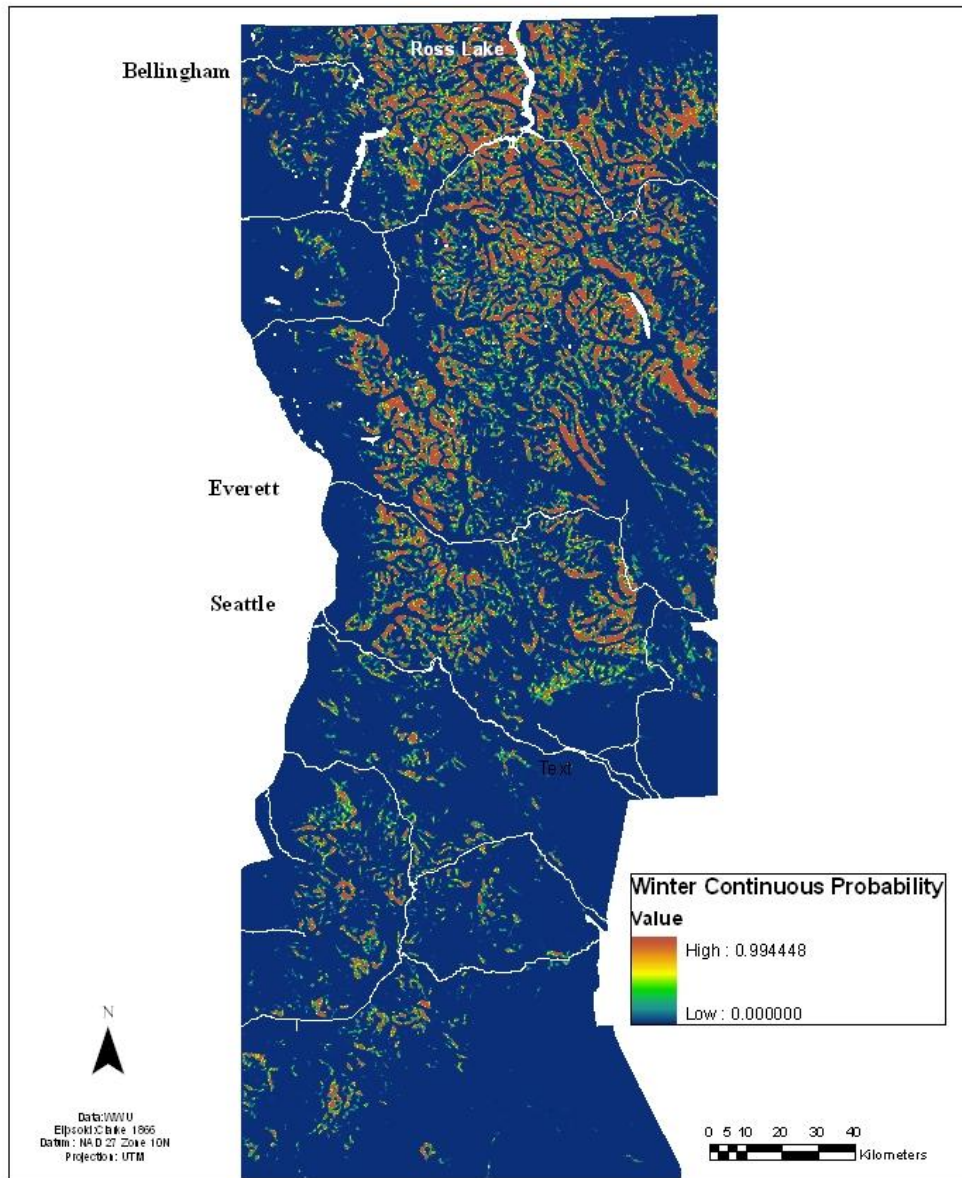 Ross Lake
Bellingham
Everett
Seattle
Text
Winter Continuous Probability
Value
High : 0.994448
Low : 0.000000
N
Data:WWU
Elipsoid:Clarke 1866
Datum : NAD 27 Zone 10N
Projection: UTM
0 5 10 20 30 40
Kilometers